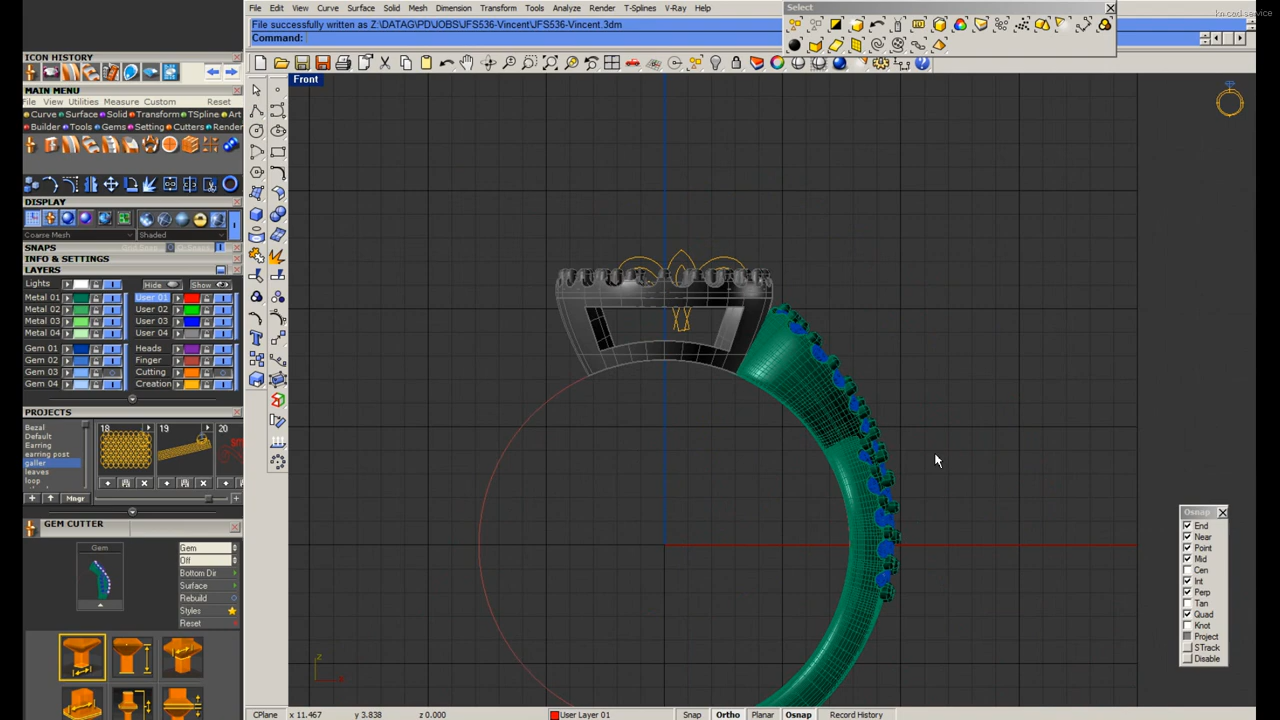 File Edit View Curve Surface Solid Mesh Dimension Transform Tools Render T-Splines V-Ray Help
Select
kn cad service
File successfully written as Z:\DATAG\PD\JOBS\JFS536-Vincent\JFS536-Vincent.3dm
Command:
ICON HISTORY
MAIN MENU
File View Utilities Measure Custom Reset
Curve Surface Solid Transform TSpline Art
Builder Tools Gems Setting Cutters Render
DISPLAY
Coarse Mesh Shaded
SNAPS
INFO & SETTINGS
LAYERS
Lights Hide Show
Metal 01 User 01
Metal 02 User 02
Metal 03 User 03
Metal 04 User 04
Gem 01 Heads
Gem 02 Finger
Gem 03 Cutting
Gem 04 Creation
PROJECTS
Bezal
Default
Earring
earring post
galler
leaves
loop
18 19 20
Mngr
GEM CUTTER
Gem Gem
Off
Bottom Dir
Surface
Rebuild
Styles
Reset
Front
z
Osnap
End
Near
Point
Mid
Cen
Int
Perp
Tan
Quad
Knot
Project
STrack
Disable
CPlane x 11.467 y 3.838 z 0.000 User Layer 01 Snap Ortho Planar Osnap Record History